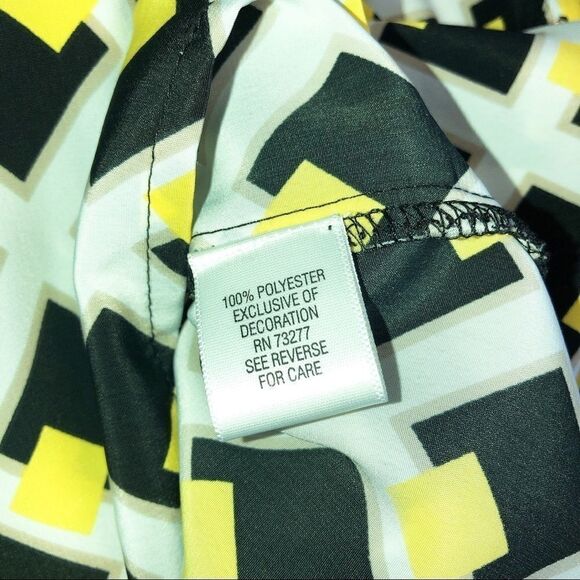 100% POLYESTER
EXCLUSIVE OF
DECORATION
RN 73277
SEE REVERSE
FOR CARE